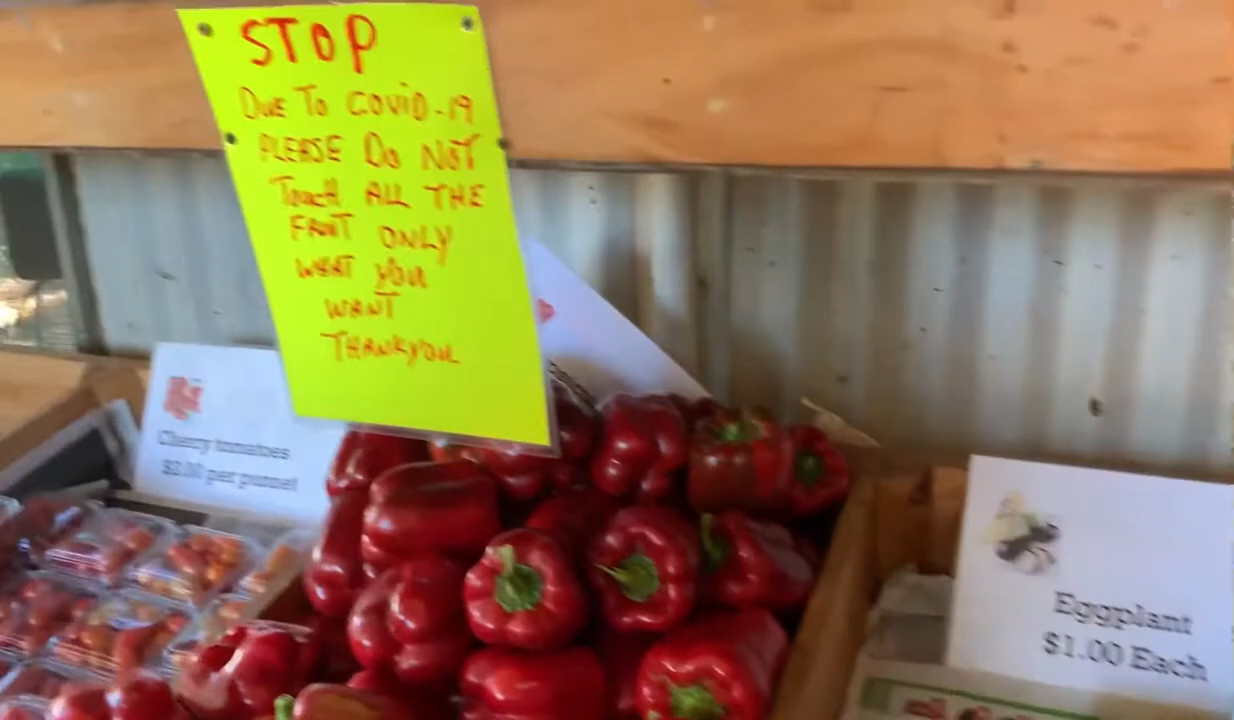 STOP
DUE TO COVID-19
PLEASE DO NOT
Touch ALL THE
FRUIT ONLY
WHAT YOU
WANT
THANKYOU
Cherry tomatoes
$2.00 per punnet
Eggplant
$1.00 Each